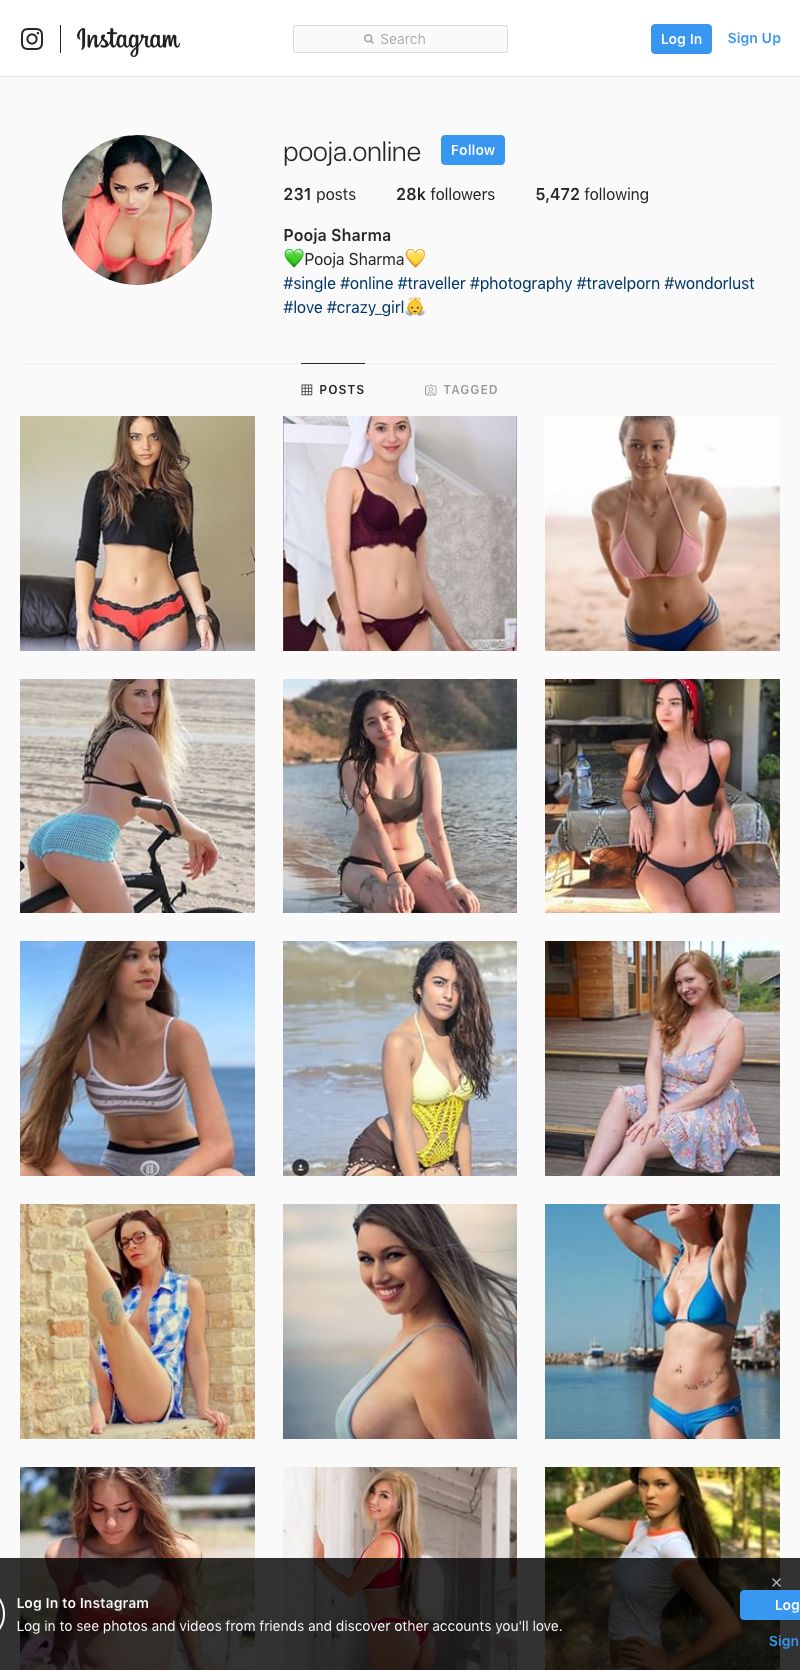 Instagram
Search
Log In
Sign Up
pooja.online
Follow
231 posts
28k followers
5,472 following
Pooja Sharma
💚Pooja Sharma💛
#single #online #traveller #photography #travelporn #wondorlust
#love #crazy_girl👼
POSTS
TAGGED
Log In to Instagram
Log in to see photos and videos from friends and discover other accounts you'll love.
✕
Log
Sign